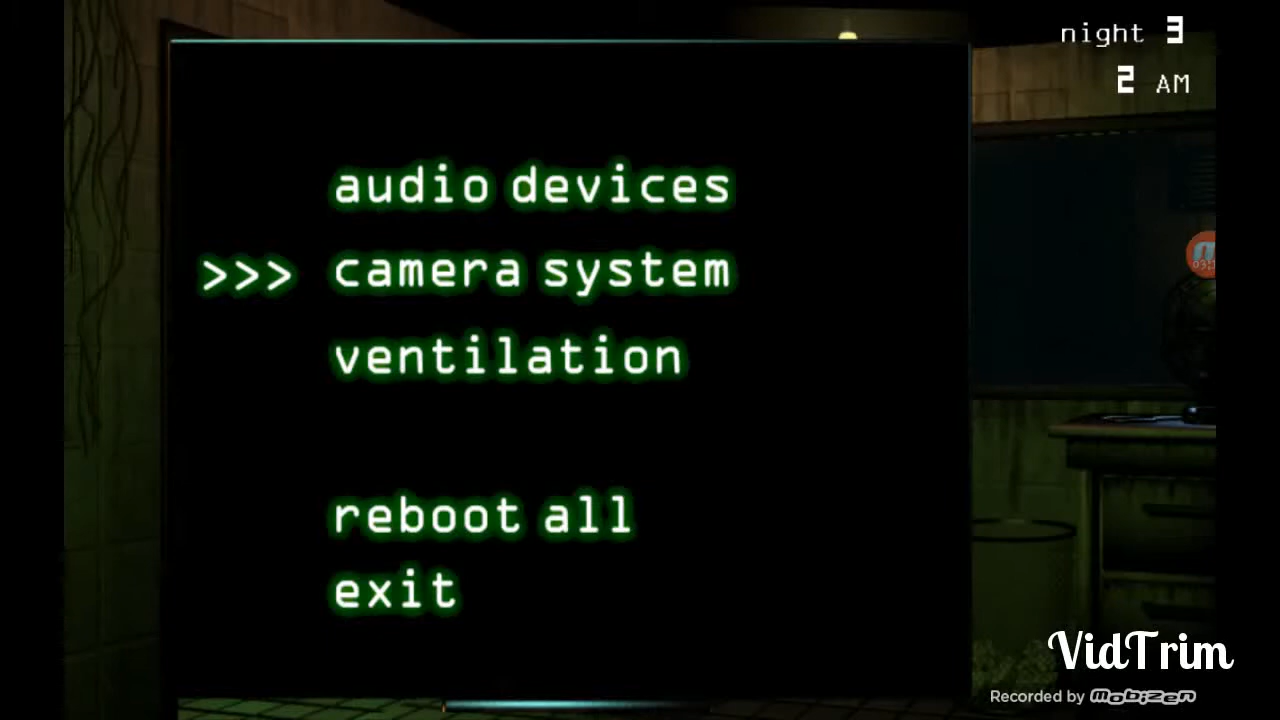 night 3
2 AM
audio devices
>>> camera system
ventilation
reboot all
exit
VidTrim
Recorded by mobizen